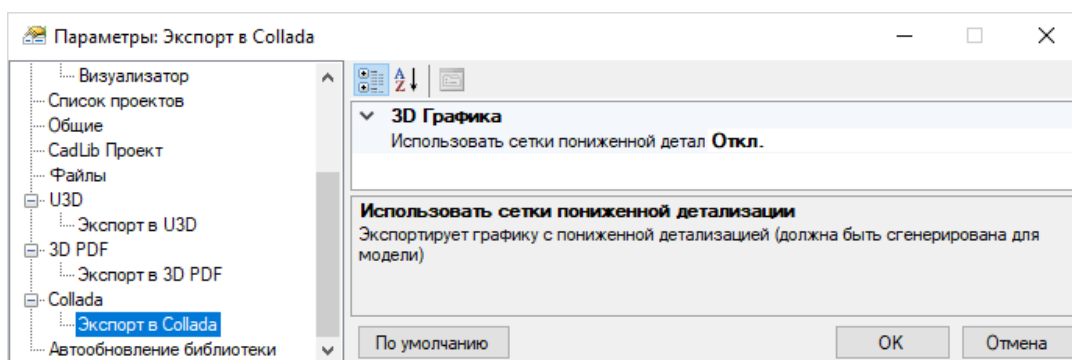 Параметры: Экспорт в Collada
Визуализатор
Список проектов
Общие
CadLib Проект
Файлы
U3D
Экспорт в U3D
3D PDF
Экспорт в 3D PDF
Collada
Экспорт в Collada
Автообновление библиотеки
3D Графика
Использовать сетки пониженной детал Откл.
Использовать сетки пониженной детализации
Экспортирует графику с пониженной детализацией (должна быть сгенерирована для
модели)
По умолчанию
OK
Отмена